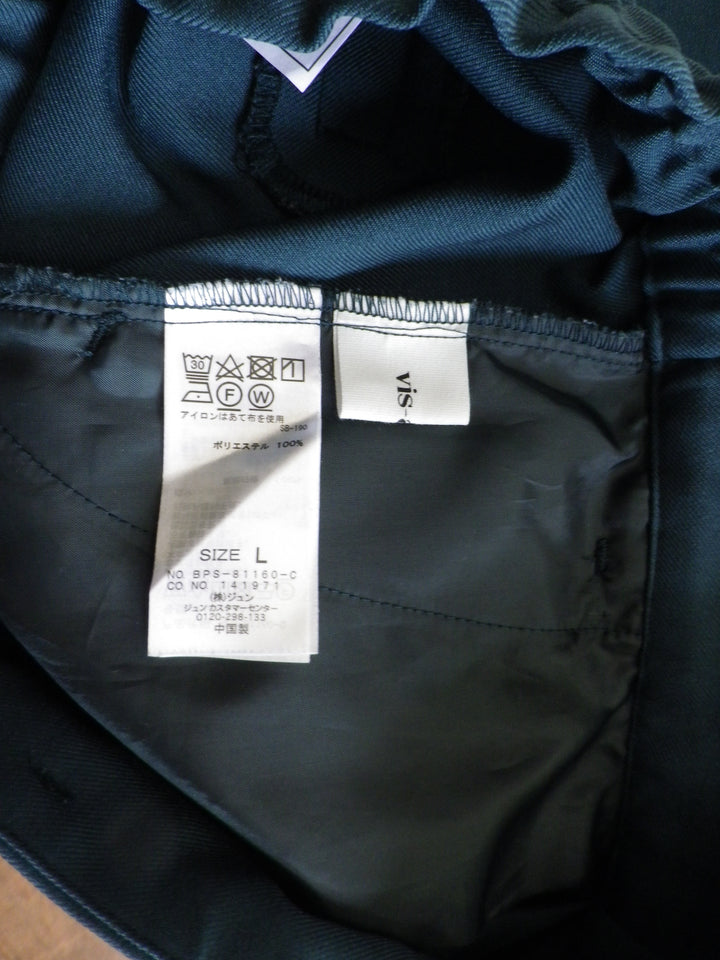 30
F W
アイロンはあて布を使用
SB-190
ポリエステル 100%
SIZE L
NO. BPS-81160-C
CO NO. 141971
(株)ジュン
ジュン カスタマーセンター
0120-298-133
中国製
vis-